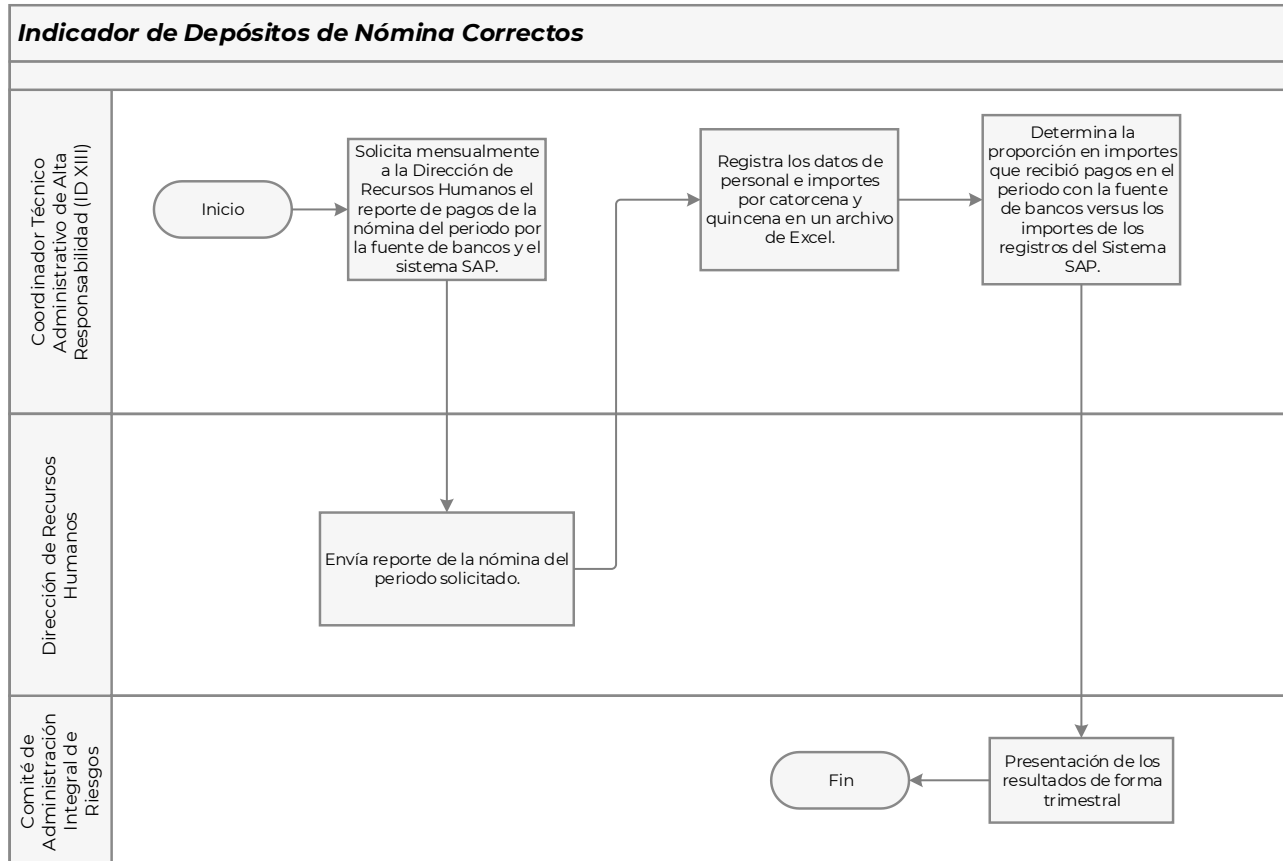 Indicador de Depósitos de Nómina Correctos
Coordinador Técnico
Administrativo de Alta
Responsabilidad (ID XIII)
Inicio
Solicita mensualmente
a la Dirección de
Recursos Humanos el
reporte de pagos de la
nómina del periodo por
la fuente de bancos y el
sistema SAP.
Registra los datos de
personal e importes
por catorcena y
quincena en un archivo
de Excel.
Determina la
proporción en importes
que recibió pagos en el
periodo con la fuente
de bancos versus los
importes de los
registros del Sistema
SAP.
Dirección de Recursos
Humanos
Envía reporte de la nómina del
periodo solicitado.
Comité de
Administración
Integral de
Riesgos
Fin
Presentación de los
resultados de forma
trimestral